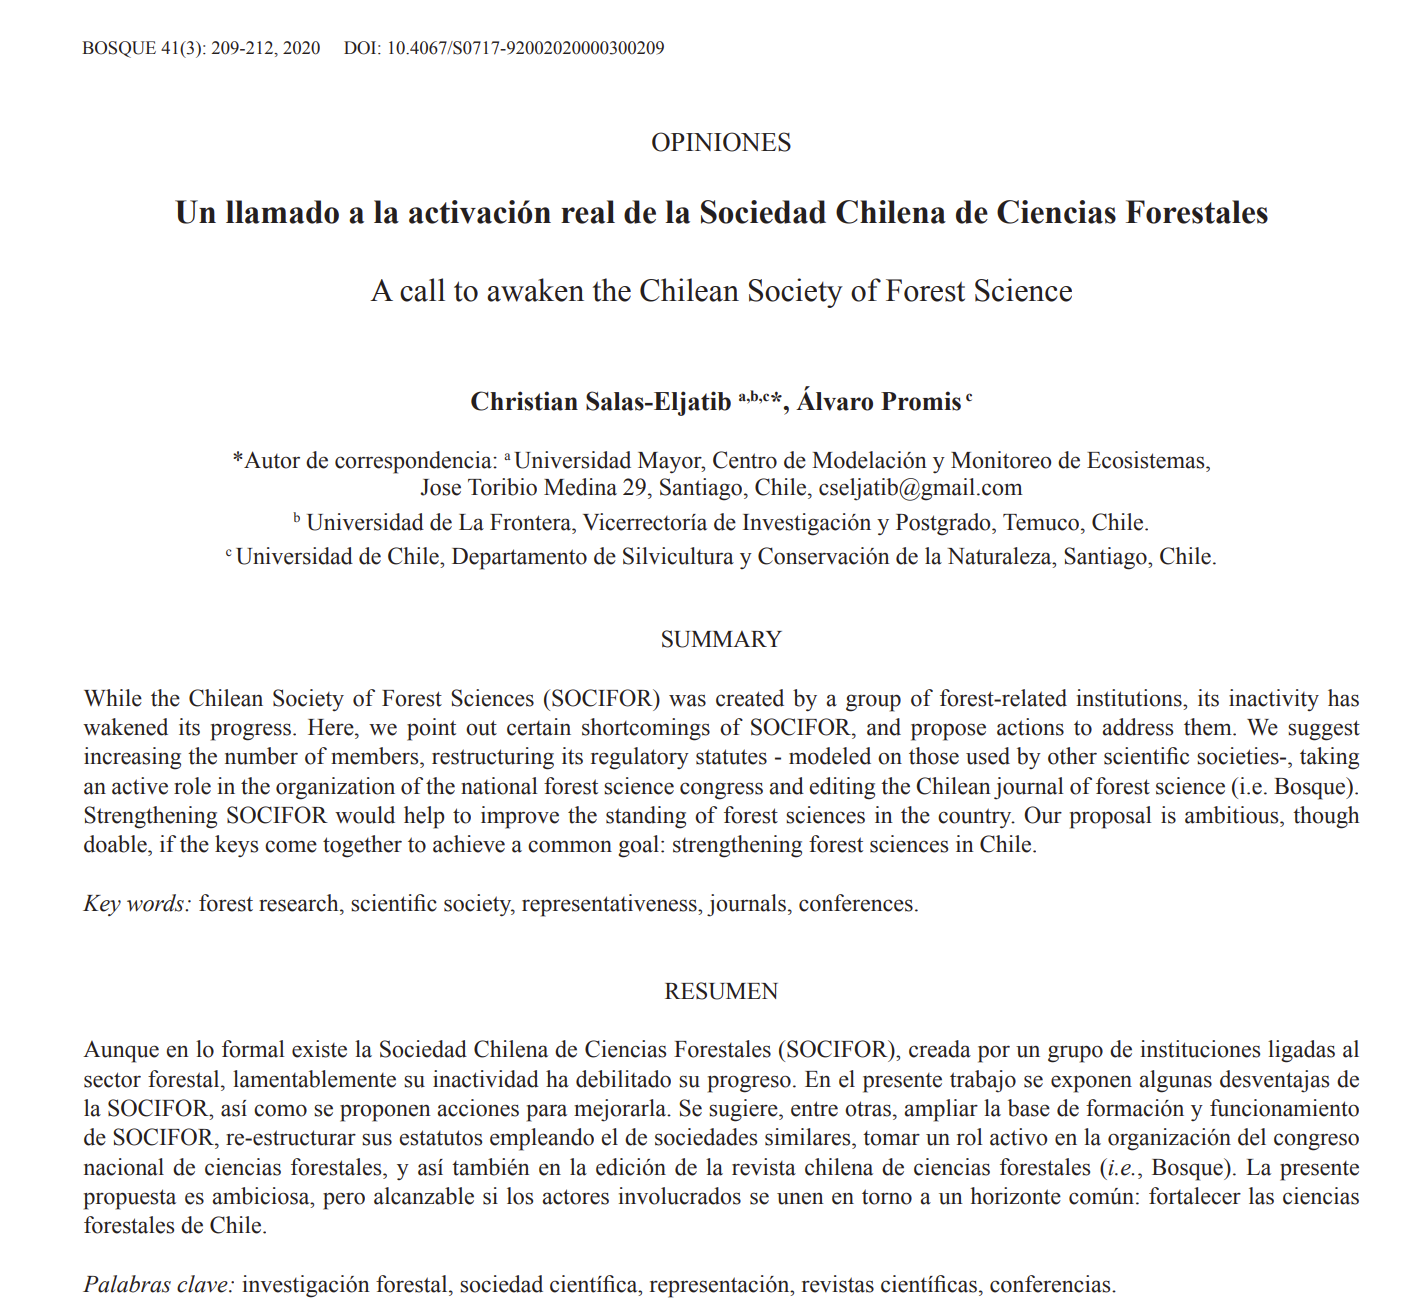 BOSQUE 41(3): 209-212, 2020 DOI: 10.4067/S0717-92002020000300209
OPINIONES
Un llamado a la activación real de la Sociedad Chilena de Ciencias Forestales
A call to awaken the Chilean Society of Forest Science
Christian Salas-Eljatib a,b,c*, Álvaro Promis c
*Autor de correspondencia: a Universidad Mayor, Centro de Modelación y Monitoreo de Ecosistemas,
Jose Toribio Medina 29, Santiago, Chile, cseljatib@gmail.com
b Universidad de La Frontera, Vicerrectoría de Investigación y Postgrado, Temuco, Chile.
c Universidad de Chile, Departamento de Silvicultura y Conservación de la Naturaleza, Santiago, Chile.
SUMMARY
While the Chilean Society of Forest Sciences (SOCIFOR) was created by a group of forest-related institutions, its inactivity has
wakened its progress. Here, we point out certain shortcomings of SOCIFOR, and propose actions to address them. We suggest
increasing the number of members, restructuring its regulatory statutes - modeled on those used by other scientific societies-, taking
an active role in the organization of the national forest science congress and editing the Chilean journal of forest science (i.e. Bosque).
Strengthening SOCIFOR would help to improve the standing of forest sciences in the country. Our proposal is ambitious, though
doable, if the keys come together to achieve a common goal: strengthening forest sciences in Chile.
Key words: forest research, scientific society, representativeness, journals, conferences.
RESUMEN
Aunque en lo formal existe la Sociedad Chilena de Ciencias Forestales (SOCIFOR), creada por un grupo de instituciones ligadas al
sector forestal, lamentablemente su inactividad ha debilitado su progreso. En el presente trabajo se exponen algunas desventajas de
la SOCIFOR, así como se proponen acciones para mejorarla. Se sugiere, entre otras, ampliar la base de formación y funcionamiento
de SOCIFOR, re-estructurar sus estatutos empleando el de sociedades similares, tomar un rol activo en la organización del congreso
nacional de ciencias forestales, y así también en la edición de la revista chilena de ciencias forestales (i.e., Bosque). La presente
propuesta es ambiciosa, pero alcanzable si los actores involucrados se unen en torno a un horizonte común: fortalecer las ciencias
forestales de Chile.
Palabras clave: investigación forestal, sociedad científica, representación, revistas científicas, conferencias.